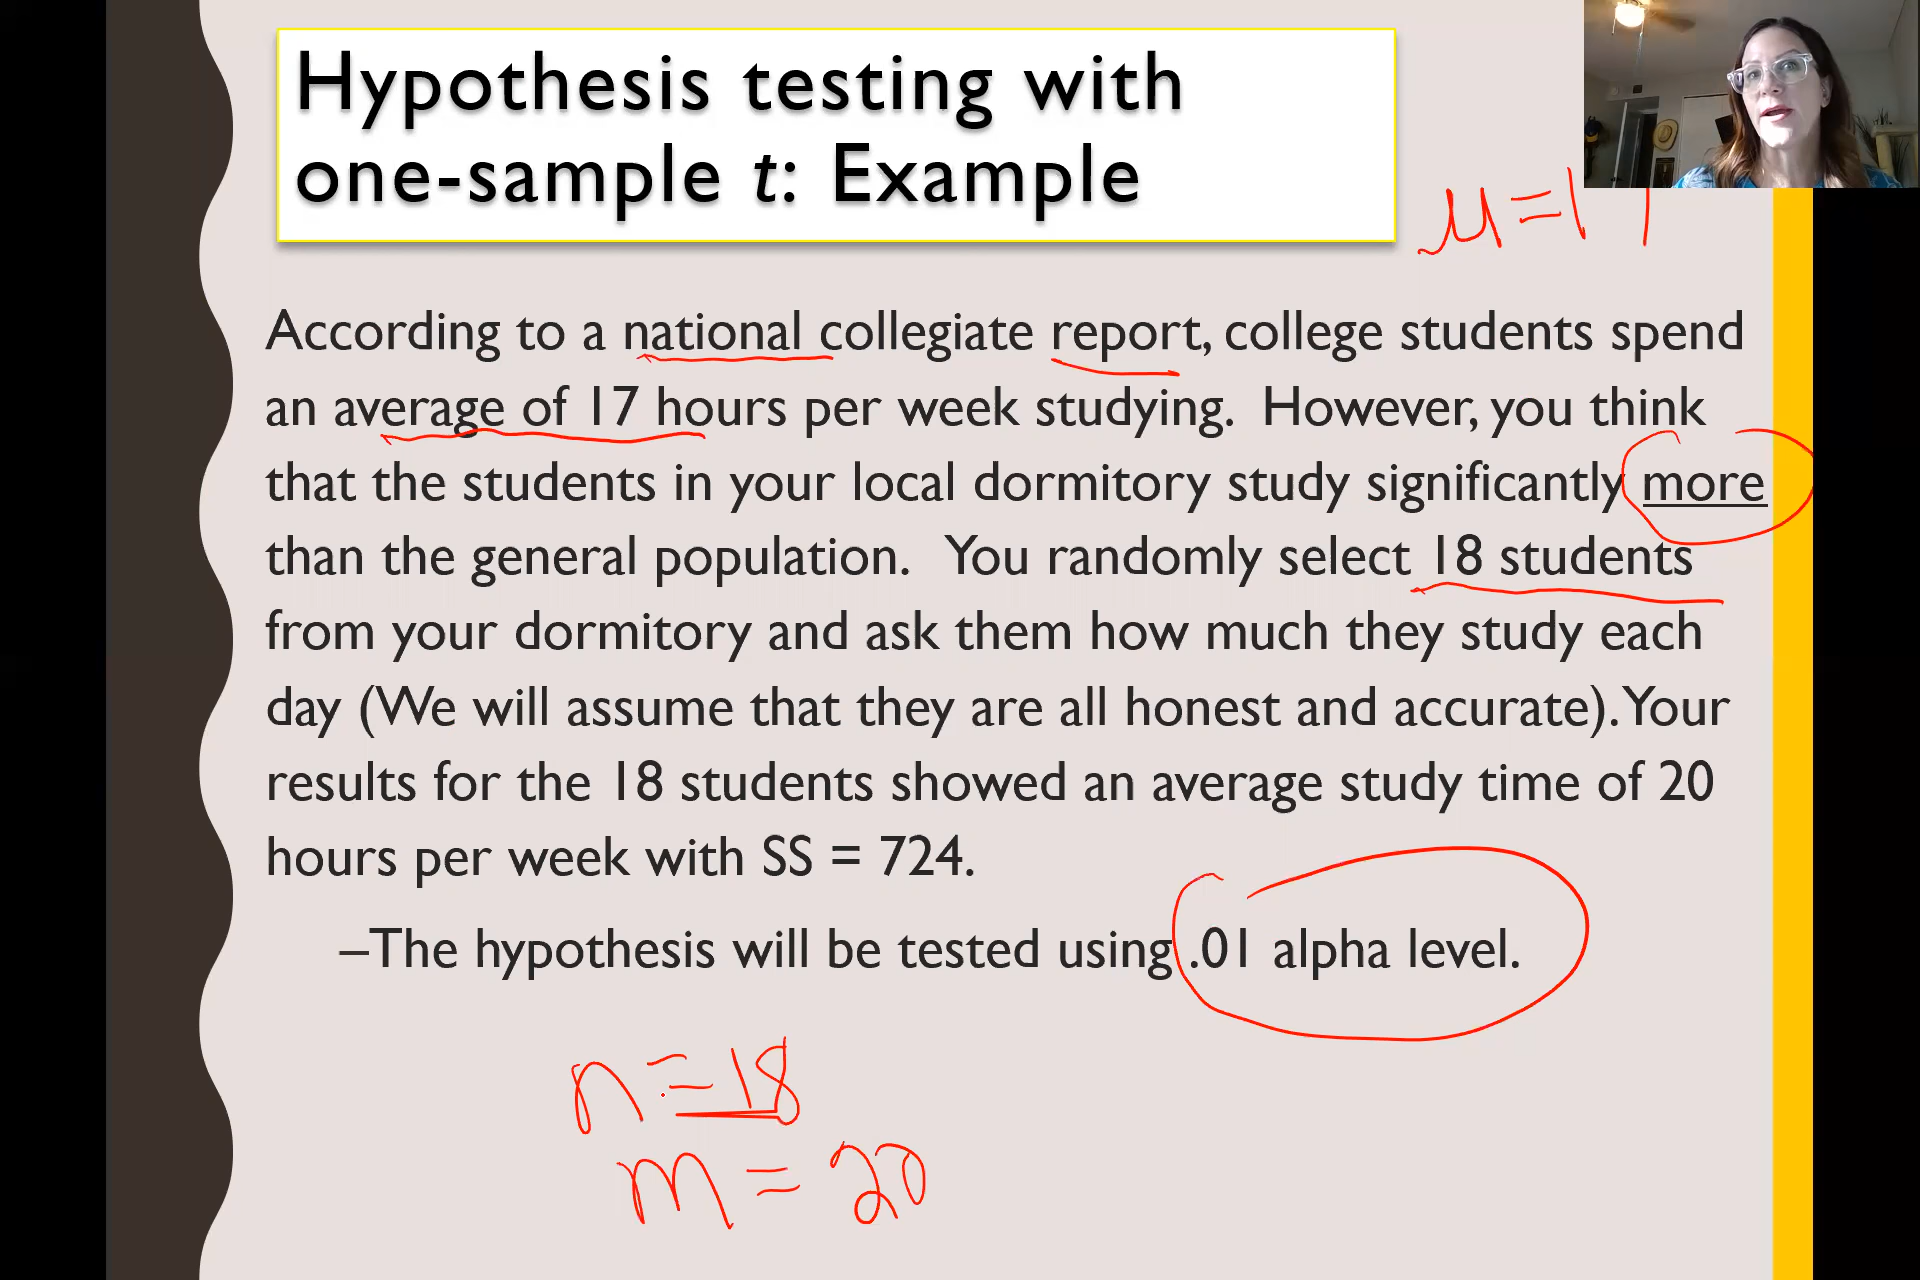 Hypothesis testing with
one-sample t: Example
μ = 17
According to a national collegiate report, college students spend
an average of 17 hours per week studying. However, you think
that the students in your local dormitory study significantly more
than the general population. You randomly select 18 students
from your dormitory and ask them how much they study each
day (We will assume that they are all honest and accurate). Your
results for the 18 students showed an average study time of 20
hours per week with SS = 724.
–The hypothesis will be tested using .01 alpha level.
n = 18
m = 20